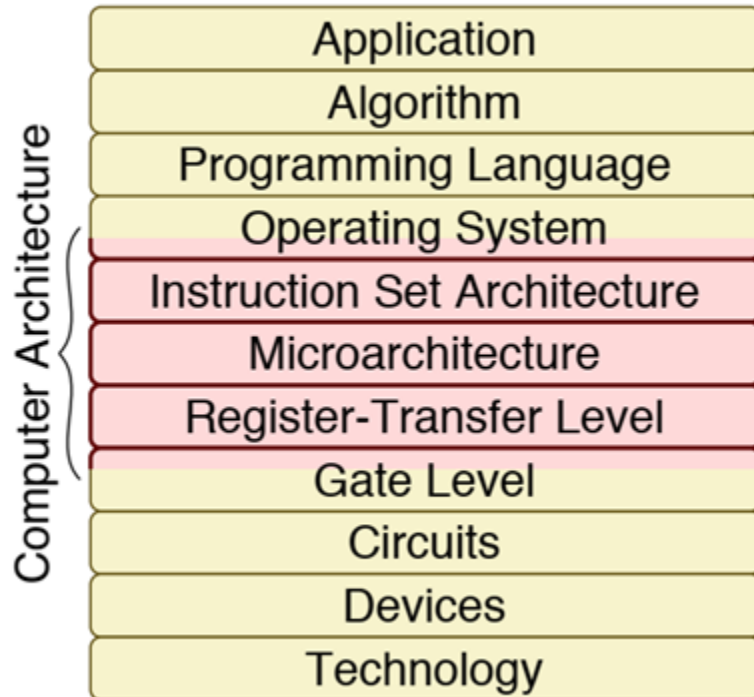 Application
Algorithm
Programming Language
Operating System
Instruction Set Architecture
Microarchitecture
Register-Transfer Level
Gate Level
Circuits
Devices
Technology
Computer Architecture